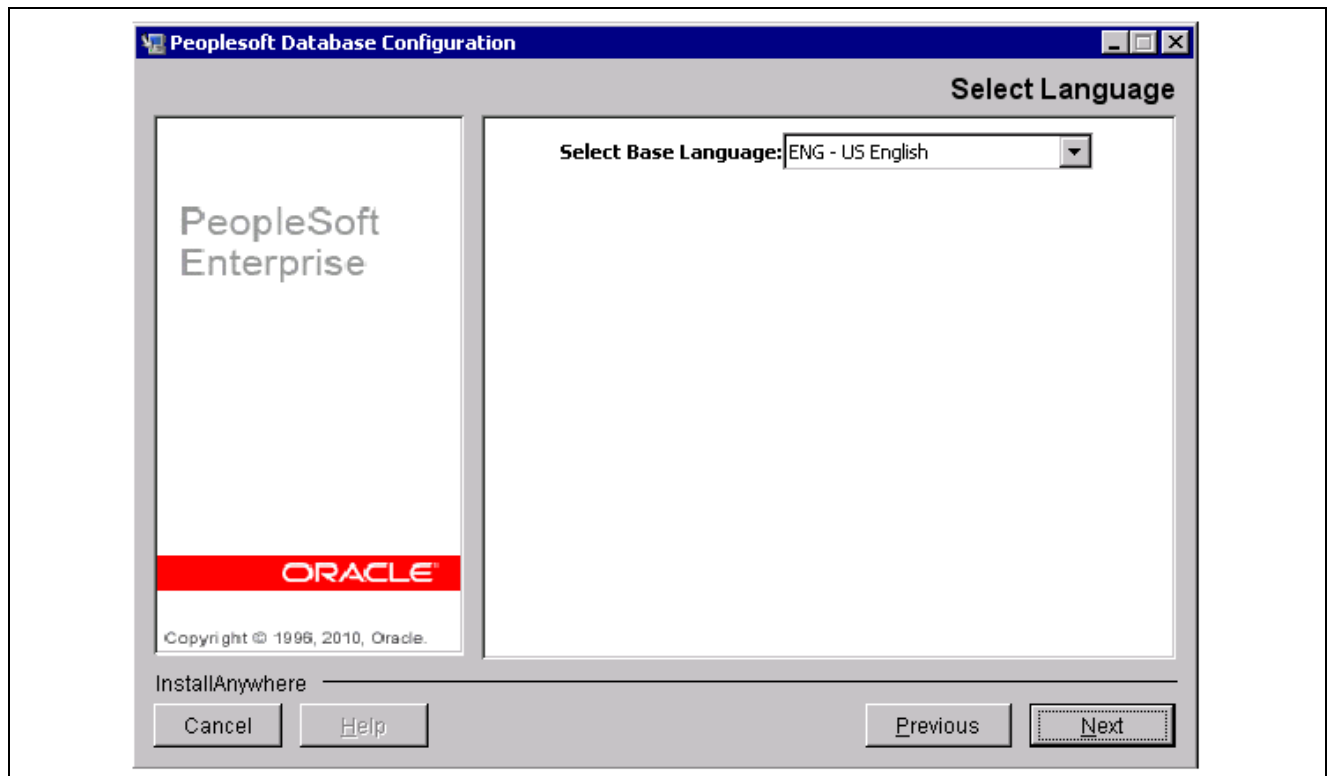 Peoplesoft Database Configuration
Select Language
Select Base Language: ENG - US English
PeopleSoft
Enterprise
ORACLE
Copyright © 1996, 2010, Oracle.
InstallAnywhere
Cancel
Help
Previous
Next